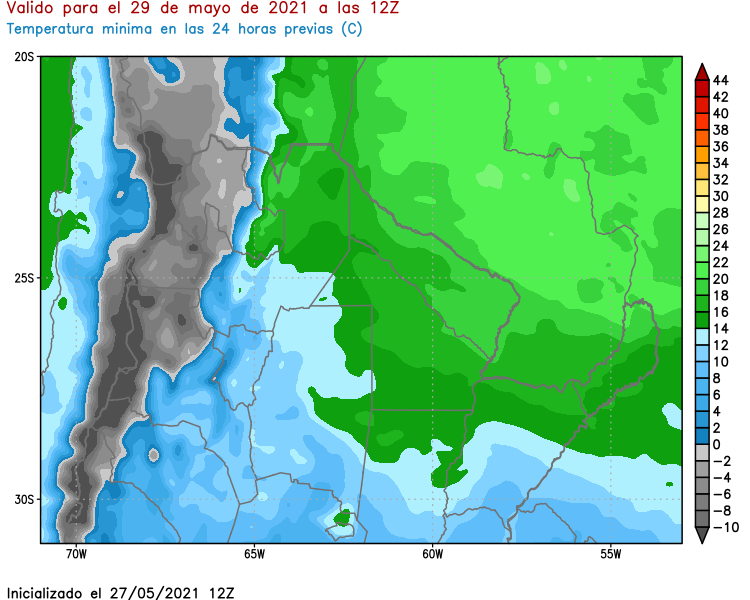 Valido para el 29 de mayo de 2021 a las 12Z
Temperatura minima en las 24 horas previas (C)
20S
25S
30S
70W
65W
60W
55W
44
42
40
38
36
34
32
30
28
26
24
22
20
18
16
14
12
10
8
6
4
2
0
-2
-4
-6
-8
-10
Inicializado el 27/05/2021 12Z